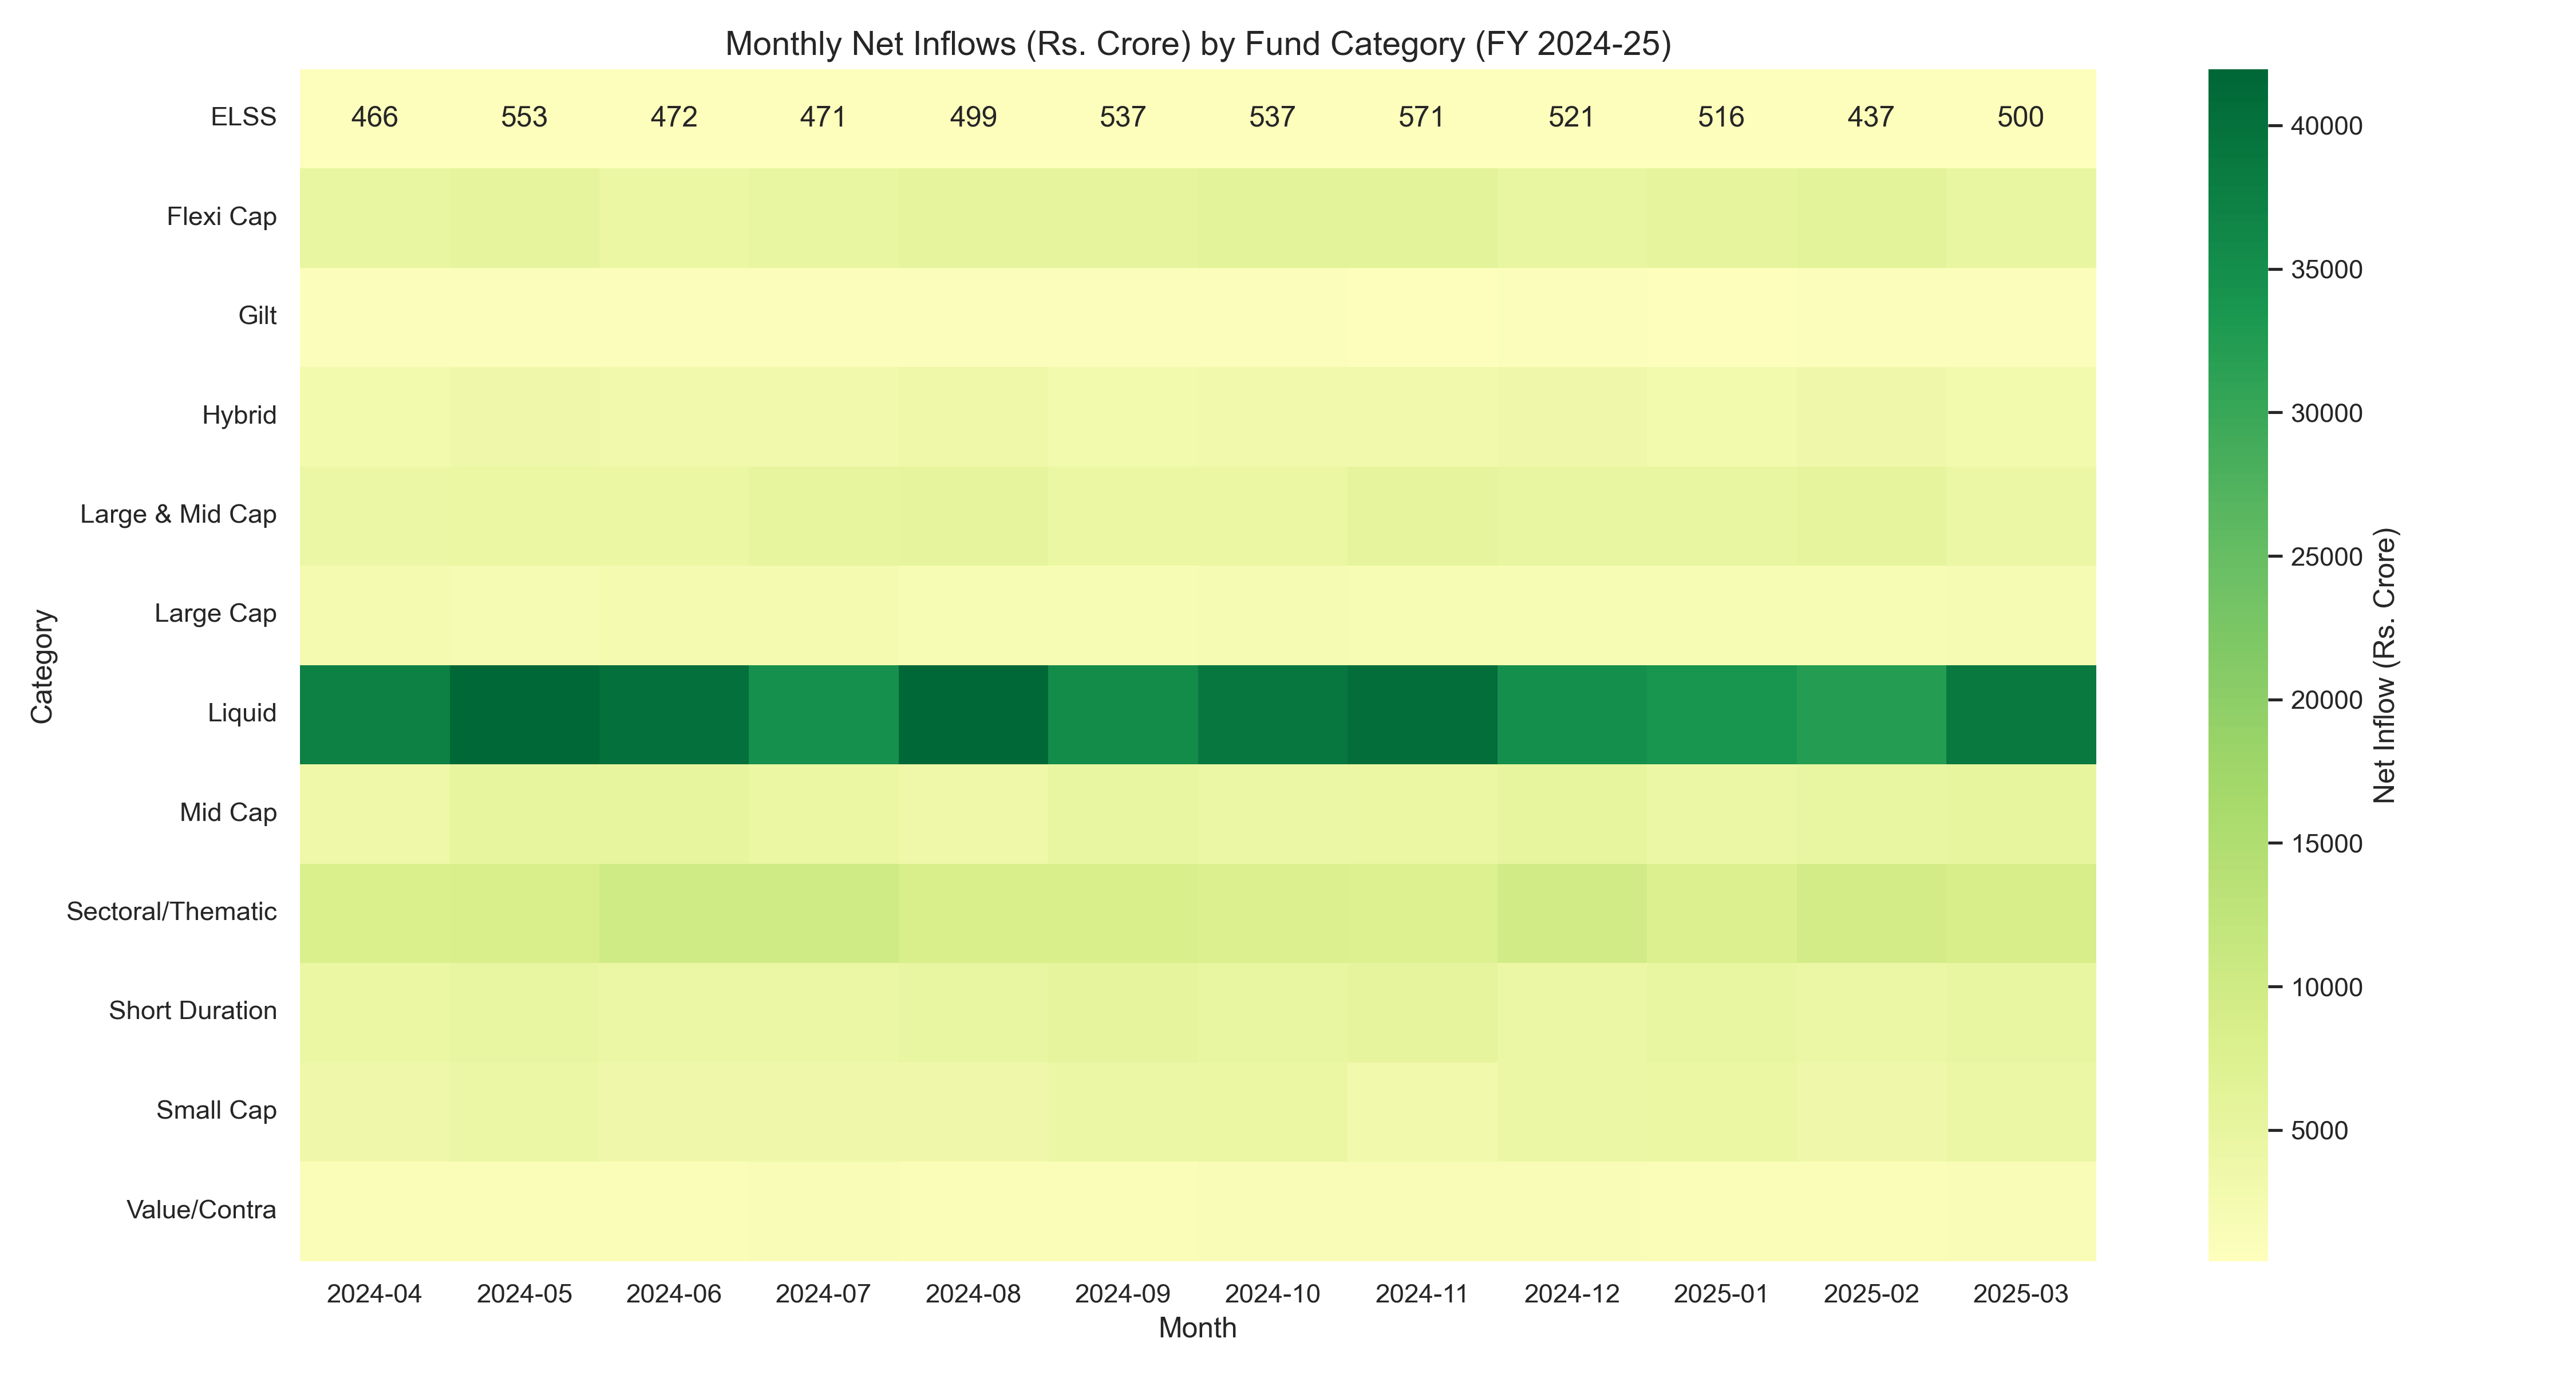 Monthly Net Inflows (Rs. Crore) by Fund Category (FY 2024-25)
Category
ELSS 466 553 472 471 499 537 537 571 521 516 437 500
Flexi Cap
Gilt
Hybrid
Large & Mid Cap
Large Cap
Liquid
Mid Cap
Sectoral/Thematic
Short Duration
Small Cap
Value/Contra
2024-04 2024-05 2024-06 2024-07 2024-08 2024-09 2024-10 2024-11 2024-12 2025-01 2025-02 2025-03
Month
40000
35000
30000
25000
20000
15000
10000
5000
Net Inflow (Rs. Crore)